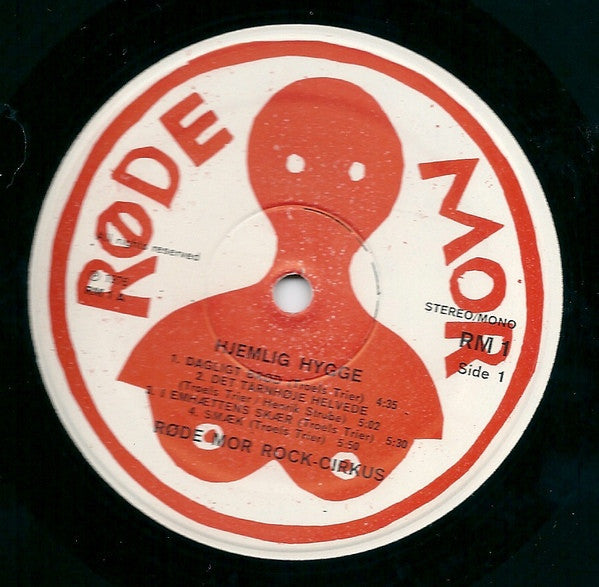 RØDE MOR
All rights reserved
℗ 1975
RM 1 A
STEREO/MONO
RM 1
Side 1
HJEMLIG HYGGE
1. DAGLIGT BRØD (Troels Trier) 4:35
2. DET TÅRNHØJE HELVEDE
(Troels Trier / Henrik Strube) 5:02
3. I EMHÆTTENS SKÆR (Troels Trier) 5:30
4. SMÆK (Troels Trier) 5:50
RØDE MOR ROCK-CIRKUS